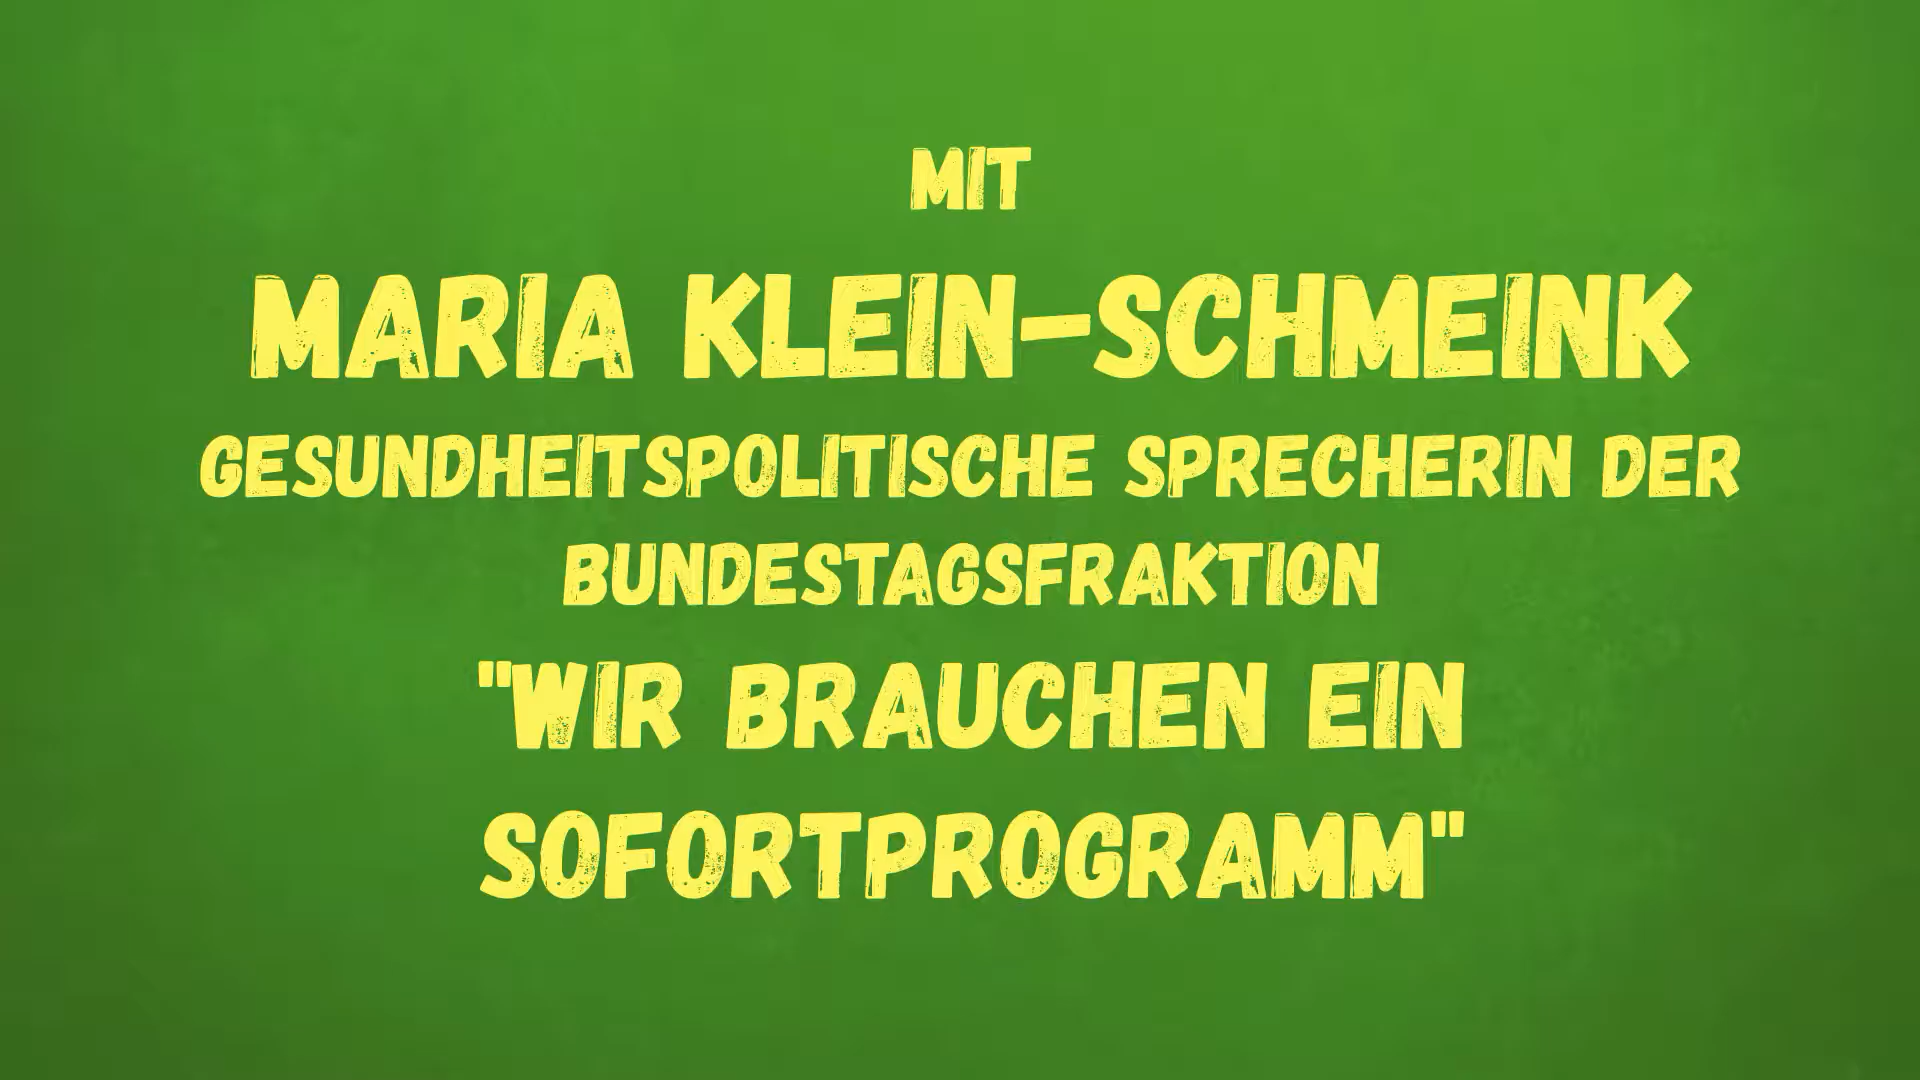 MIT
MARIA KLEIN-SCHMEINK
GESUNDHEITSPOLITISCHE SPRECHERIN DER
BUNDESTAGSFRAKTION
"WIR BRAUCHEN EIN
SOFORTPROGRAMM"